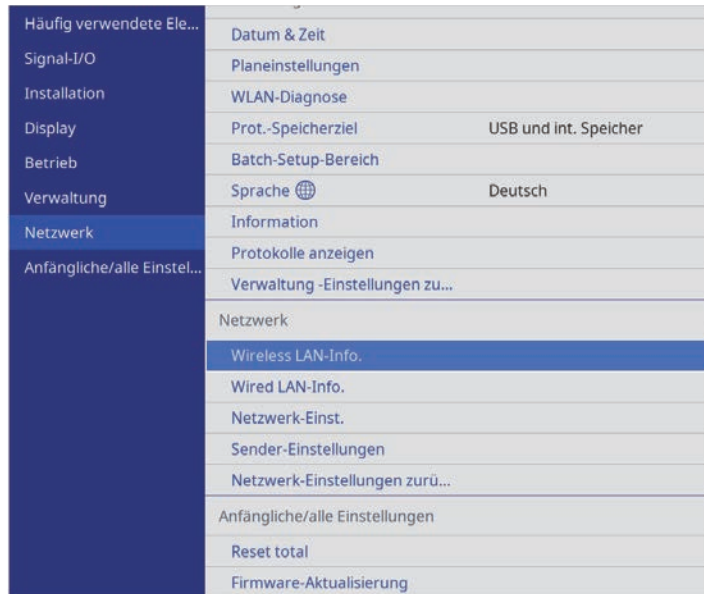 Häufig verwendete Ele...
Signal-I/O
Installation
Display
Betrieb
Verwaltung
Netzwerk
Anfängliche/alle Einstel...
Datum & Zeit
Planeinstellungen
WLAN-Diagnose
Prot.-Speicherziel USB und int. Speicher
Batch-Setup-Bereich
Sprache Deutsch
Information
Protokolle anzeigen
Verwaltung -Einstellungen zu...
Netzwerk
Wireless LAN-Info.
Wired LAN-Info.
Netzwerk-Einst.
Sender-Einstellungen
Netzwerk-Einstellungen zurü...
Anfängliche/alle Einstellungen
Reset total
Firmware-Aktualisierung